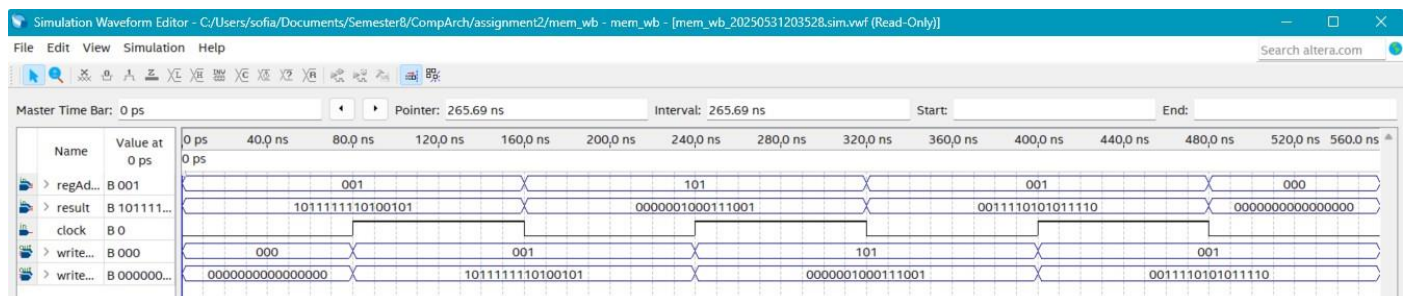 Simulation Waveform Editor - C:/Users/sofia/Documents/Semester8/CompArch/assignment2/mem_wb - mem_wb - [mem_wb_20250531203528.sim.vwf (Read-Only)]
File Edit View Simulation Help Search altera.com
Master Time Bar: 0 ps Pointer: 265.69 ns Interval: 265.69 ns Start: End:
Name Value at 0 ps 0 ps 40.0 ns 80.0 ns 120.0 ns 160.0 ns 200.0 ns 240.0 ns 280.0 ns 320.0 ns 360.0 ns 400.0 ns 440.0 ns 480.0 ns 520.0 ns 560.0 ns
0 ps
regAd... B 001 001 101 001 000
result B 101111... 1011111110100101 0000001000111001 0011110101011110 0000000000000000
clock B 0
write... B 000 000 001 101 001
write... B 000000... 0000000000000000 1011111110100101 0000001000111001 0011110101011110